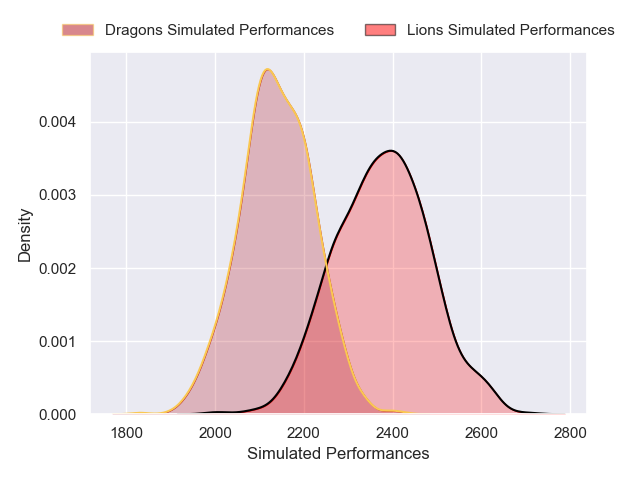 Dragons Simulated Performances Lions Simulated Performances
Density
0.004
0.003
0.002
0.001
0.000
1800 2000 2200 2400 2600 2800
Simulated Performances